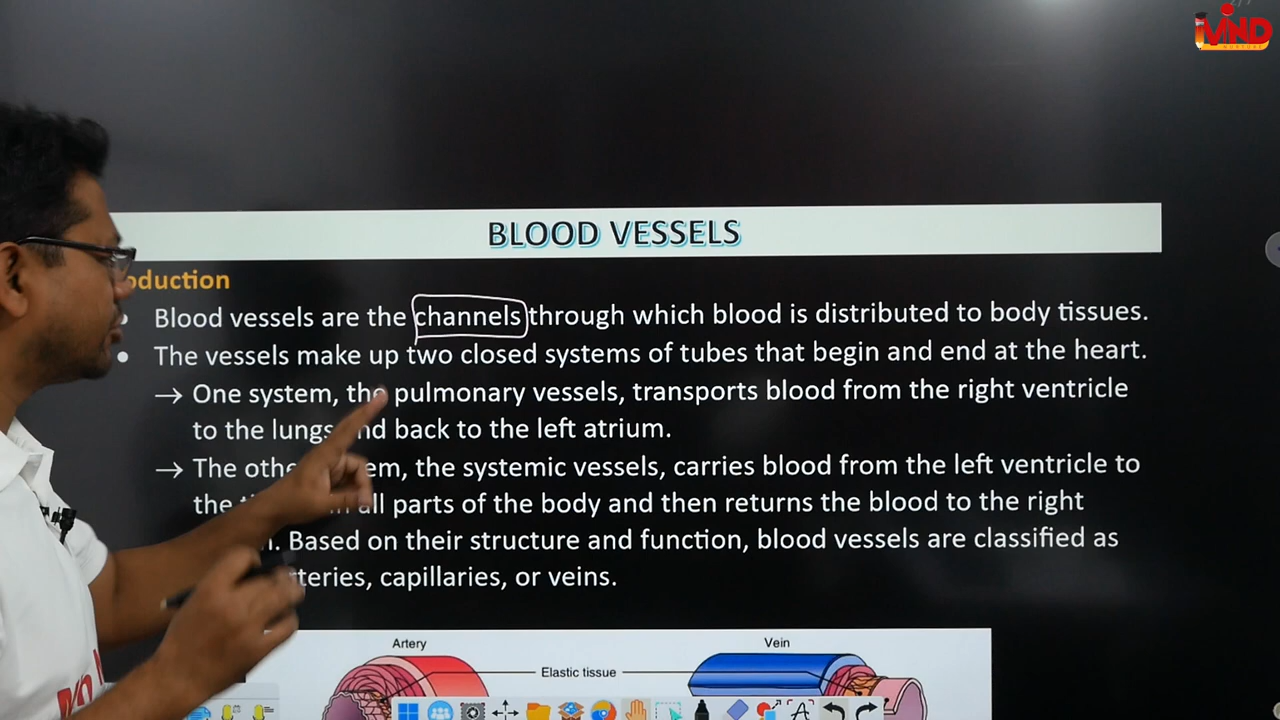 iMIND
NURTURE
BLOOD VESSELS
oduction
• Blood vessels are the channels through which blood is distributed to body tissues.
• The vessels make up two closed systems of tubes that begin and end at the heart.
→ One system, the pulmonary vessels, transports blood from the right ventricle
to the lungs and back to the left atrium.
→ The othe em, the systemic vessels, carries blood from the left ventricle to
the in all parts of the body and then returns the blood to the right
. Based on their structure and function, blood vessels are classified as
rteries, capillaries, or veins.
Artery Vein
Elastic tissue